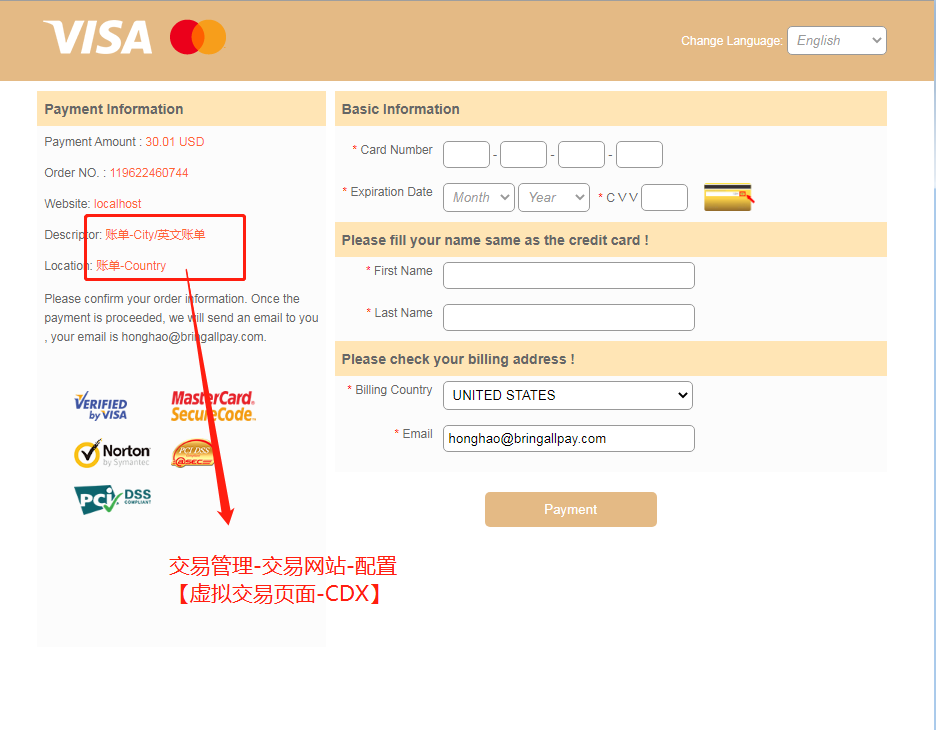 VISA
Change Language: English
Payment Information
Payment Amount : 30.01 USD
Order NO. : 119622460744
Website: localhost
Descriptor: 账单-City/英文账单
Location: 账单-Country
Please confirm your order information. Once the
payment is proceeded, we will send an email to you
, your email is honghao@bringallpay.com.
VERIFIED
by VISA
MasterCard.
SecureCode.
Norton
by Symantec
PCI DSS
@SEC
PCI DSS
COMPLIANT
Basic Information
* Card Number - - -
* Expiration Date Month Year * C V V
Please fill your name same as the credit card !
* First Name
* Last Name
Please check your billing address !
* Billing Country UNITED STATES
* Email honghao@bringallpay.com
Payment
交易管理-交易网站-配置
【虚拟交易页面-CDX】